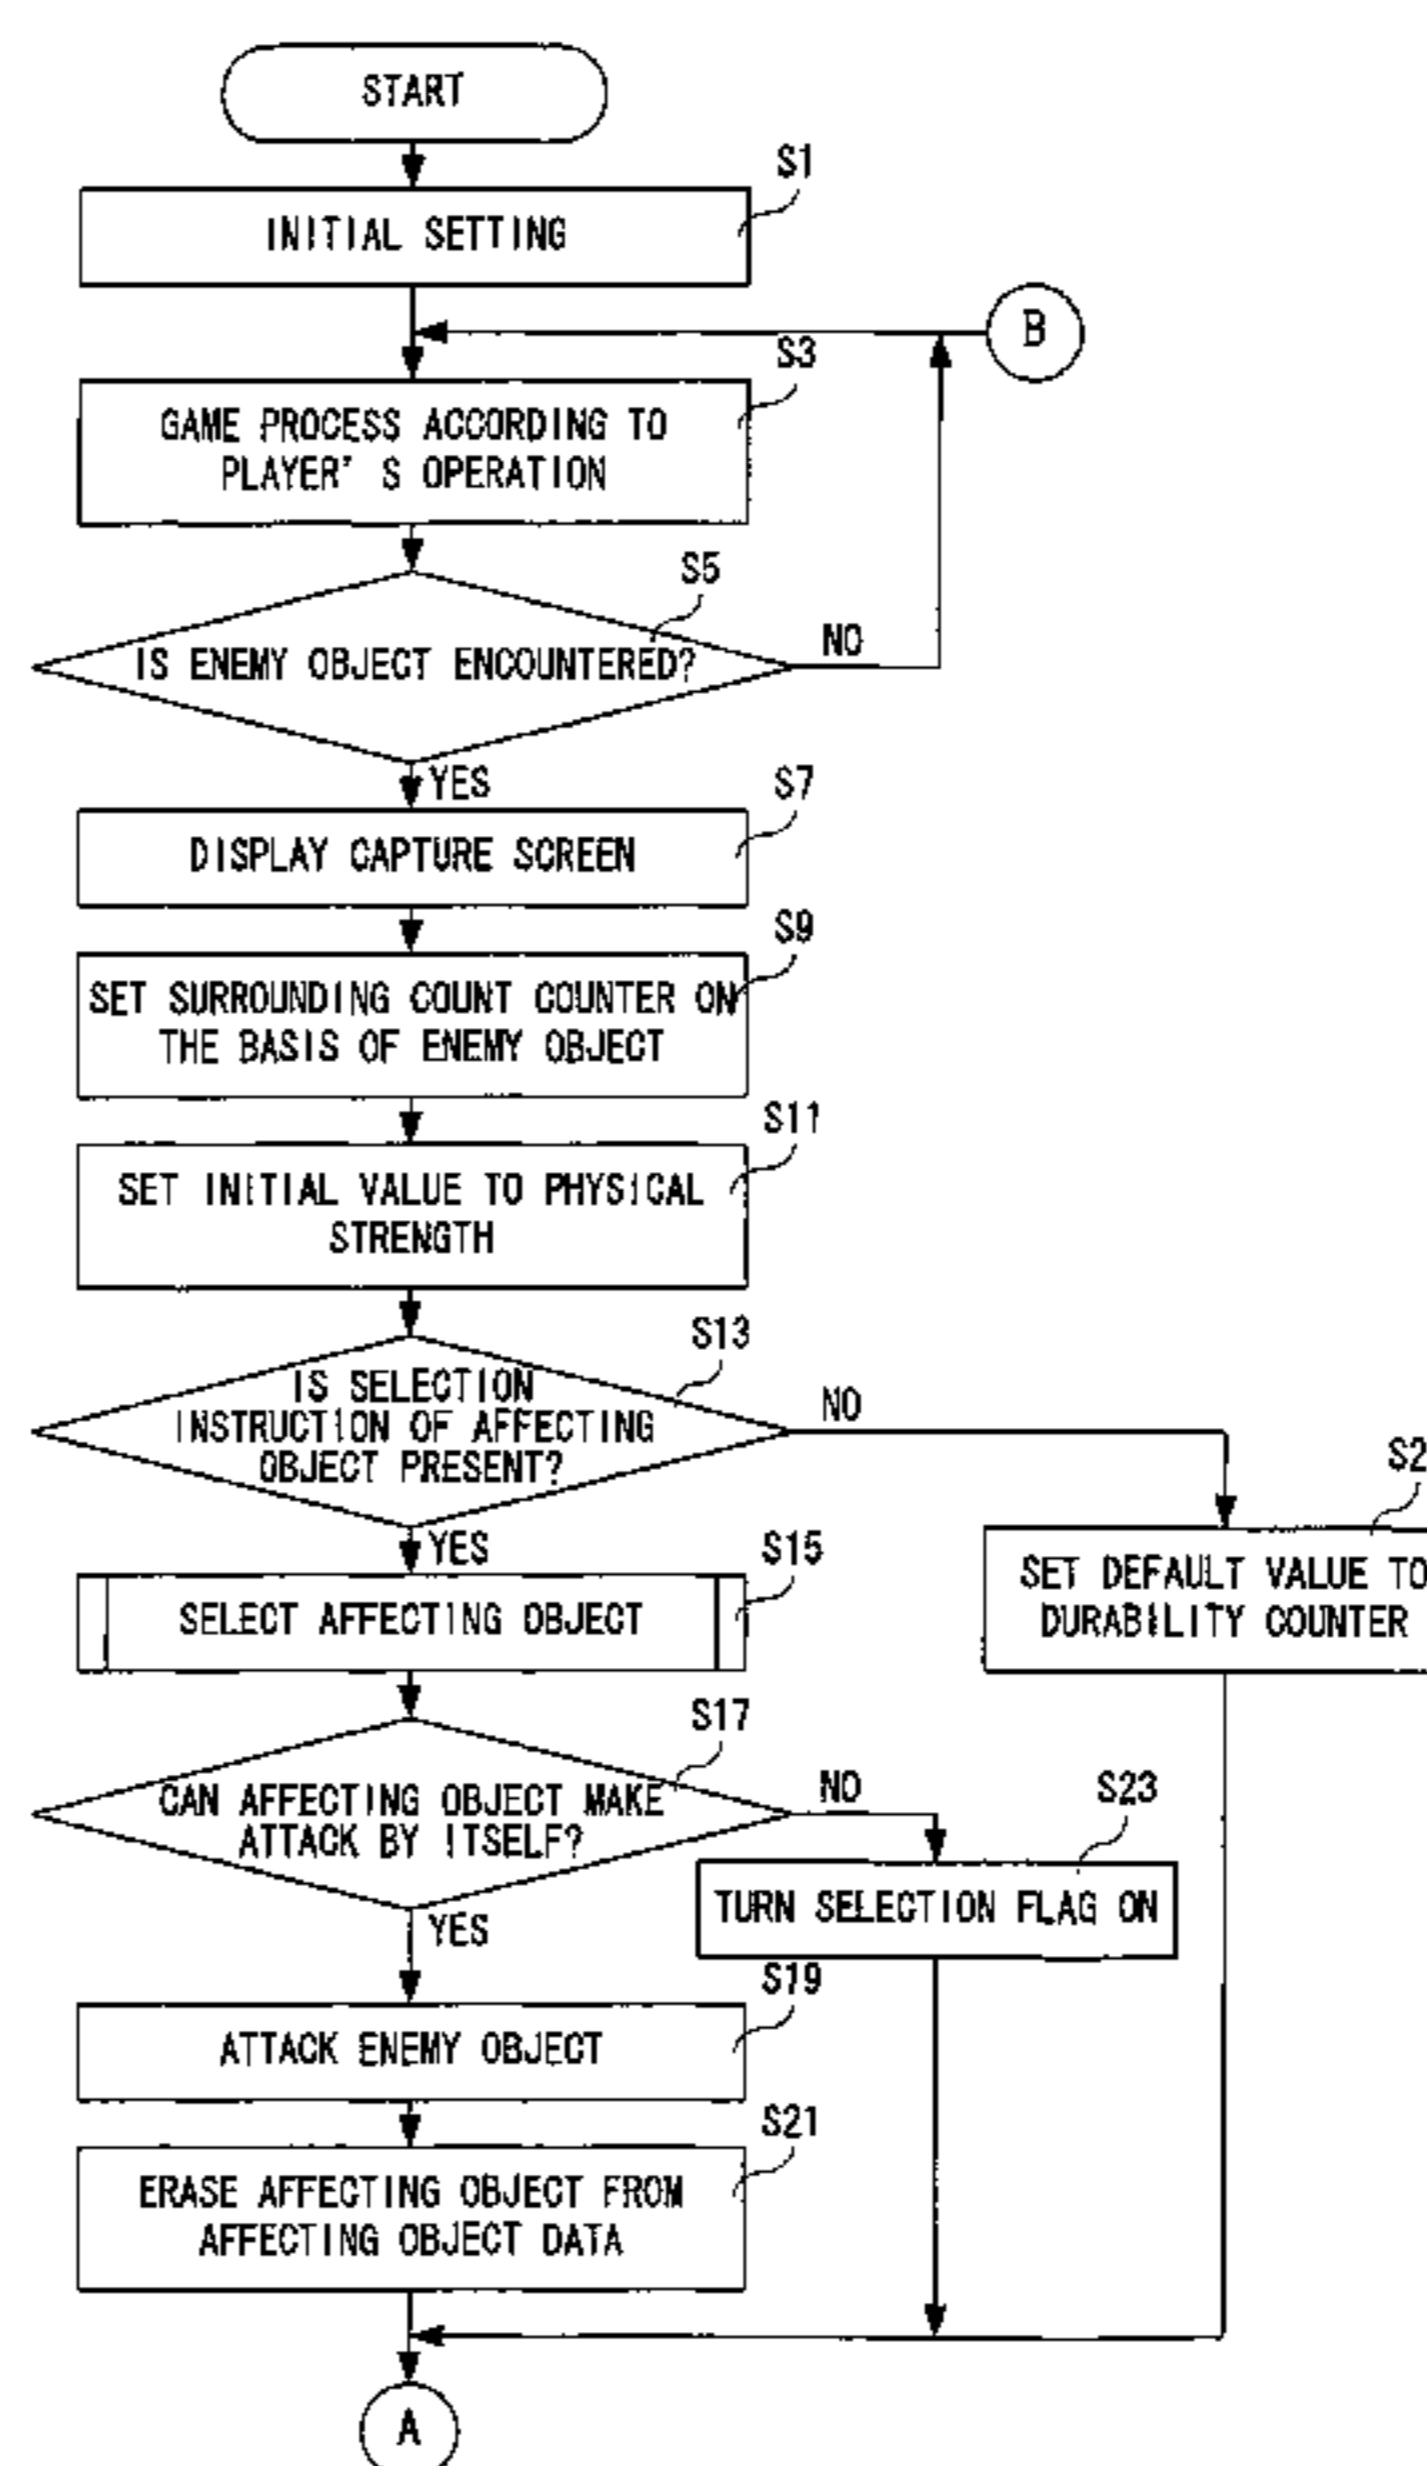 START
S1
INITIAL SETTING
B
S3
GAME PROCESS ACCORDING TO
PLAYER' S OPERATION
S5
IS ENEMY OBJECT ENCOUNTERED?
NO
YES
S7
DISPLAY CAPTURE SCREEN
S9
SET SURROUNDING COUNT COUNTER ON
THE BASIS OF ENEMY OBJECT
S11
SET INITIAL VALUE TO PHYSICAL
STRENGTH
S13
IS SELECTION
INSTRUCTION OF AFFECTING
OBJECT PRESENT?
NO
YES
S2
SET DEFAULT VALUE TO
DURABILITY COUNTER
S15
SELECT AFFECTING OBJECT
S17
CAN AFFECTING OBJECT MAKE
ATTACK BY ITSELF?
NO
YES
S23
TURN SELECTION FLAG ON
S19
ATTACK ENEMY OBJECT
S21
ERASE AFFECTING OBJECT FROM
AFFECTING OBJECT DATA
A